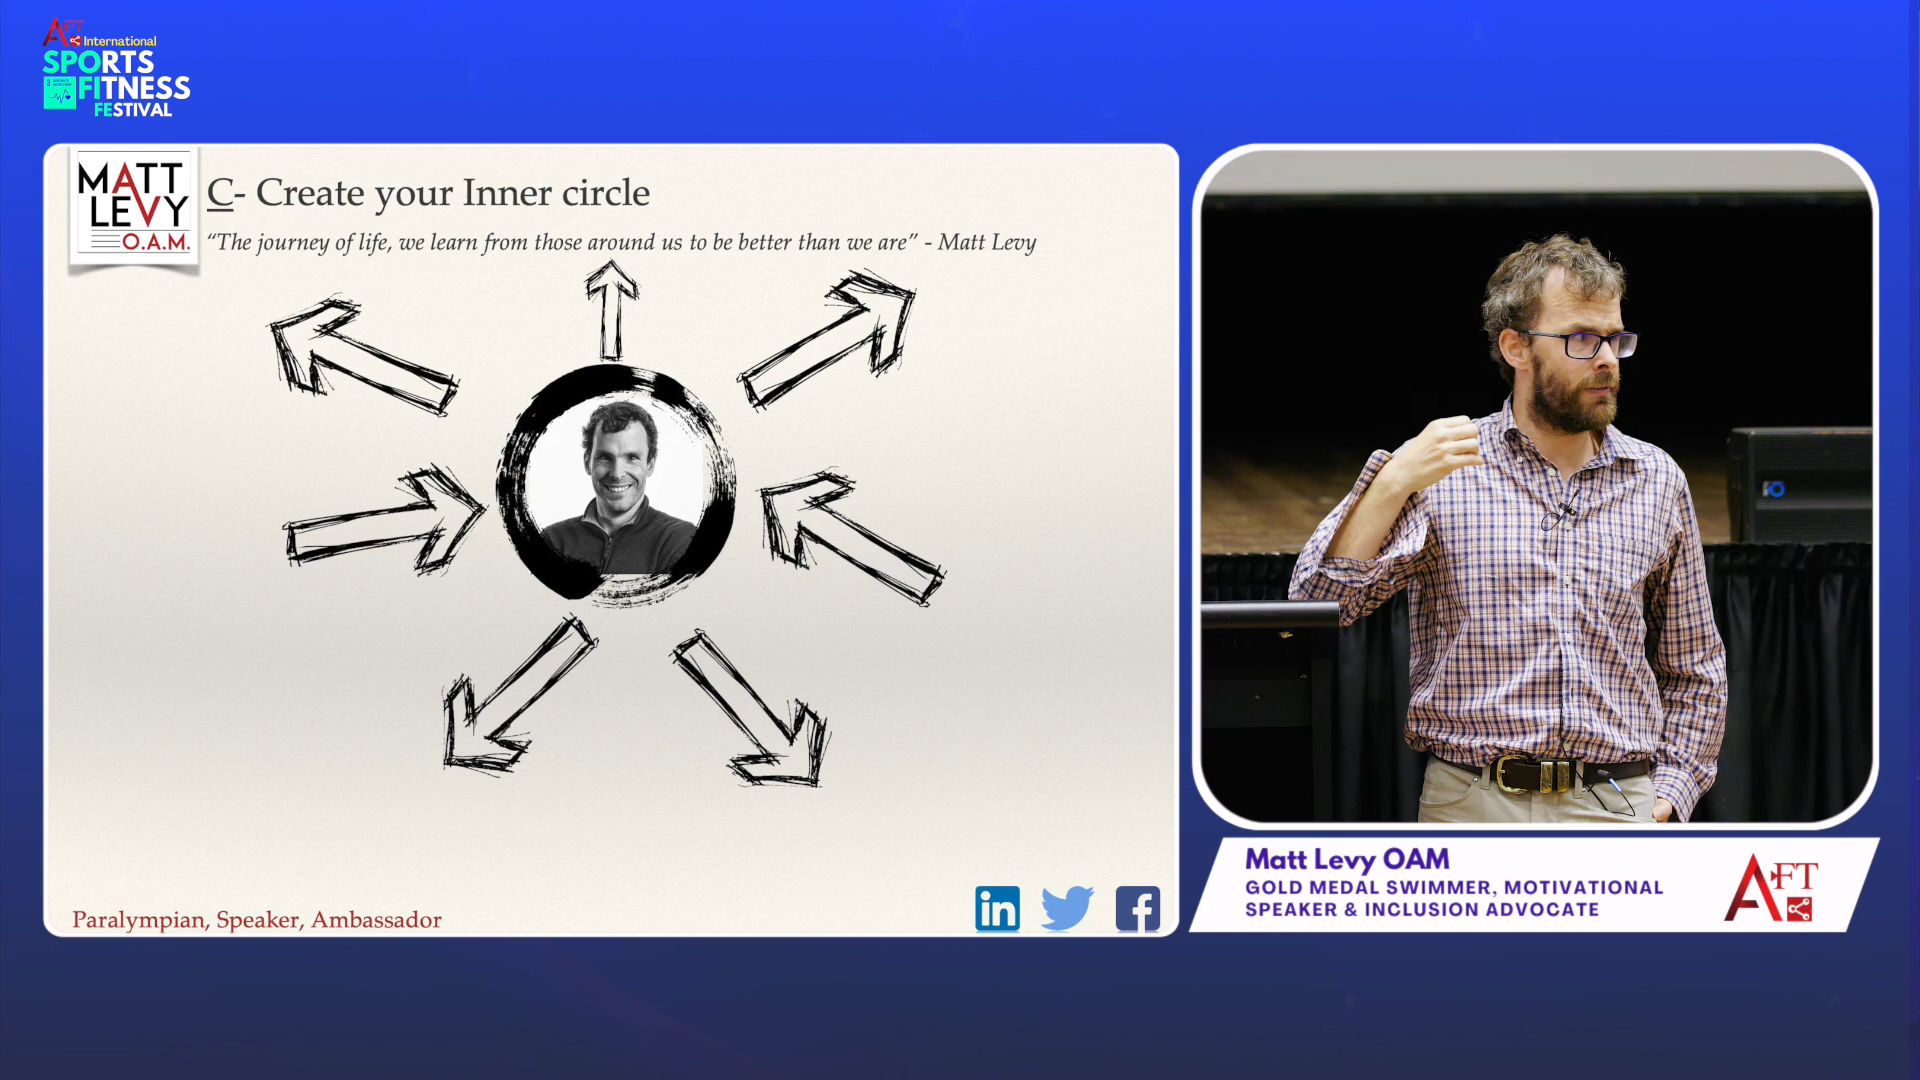 AFT
International
SPORTS
FITNESS
FESTIVAL
MATT
LEVY
O.A.M.
C- Create your Inner circle
“The journey of life, we learn from those around us to be better than we are” - Matt Levy
Paralympian, Speaker, Ambassador
in
f
Matt Levy OAM
GOLD MEDAL SWIMMER, MOTIVATIONAL
SPEAKER & INCLUSION ADVOCATE
AFT